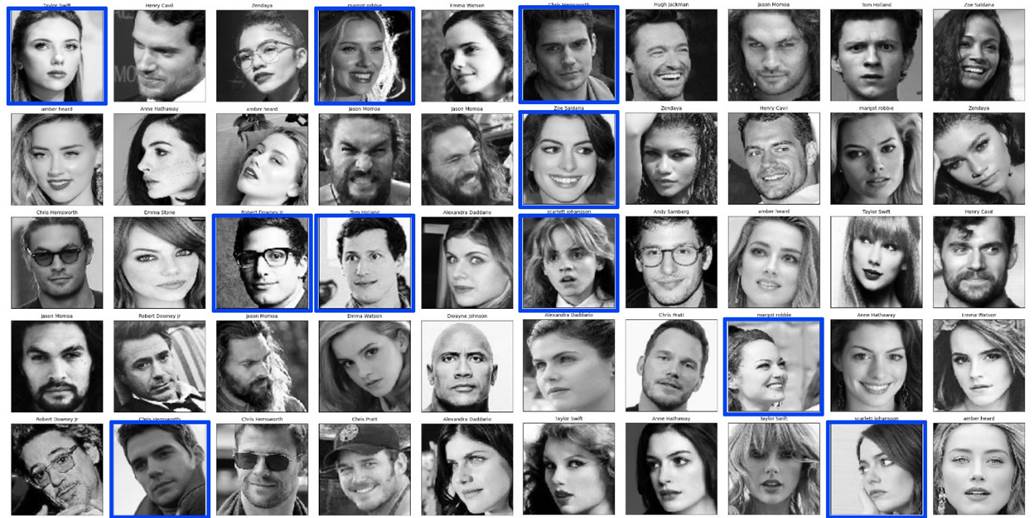 Taylor Swift Henry Cavil Zendaya margot robbie Emma Watson Chris Hemsworth Hugh Jackman Jason Momoa Tom Holland Zoe Saldana
amber heard Anne Hathaway amber heard Jason Momoa Jason Momoa Zoe Saldana Zendaya Henry Cavil margot robbie Zendaya
Chris Hemsworth Emma Stone Robert Downey Jr Tom Holland Alexandra Daddario scarlett johansson Andy Samberg amber heard Taylor Swift Henry Cavil
Jason Momoa Robert Downey Jr Jason Momoa Emma Watson Dwayne Johnson Alexandra Daddario Chris Pratt margot robbie Anne Hathaway Emma Watson
Robert Downey Jr Chris Hemsworth Chris Hemsworth Chris Pratt Alexandra Daddario Taylor Swift Anne Hathaway Taylor Swift scarlett johansson amber heard